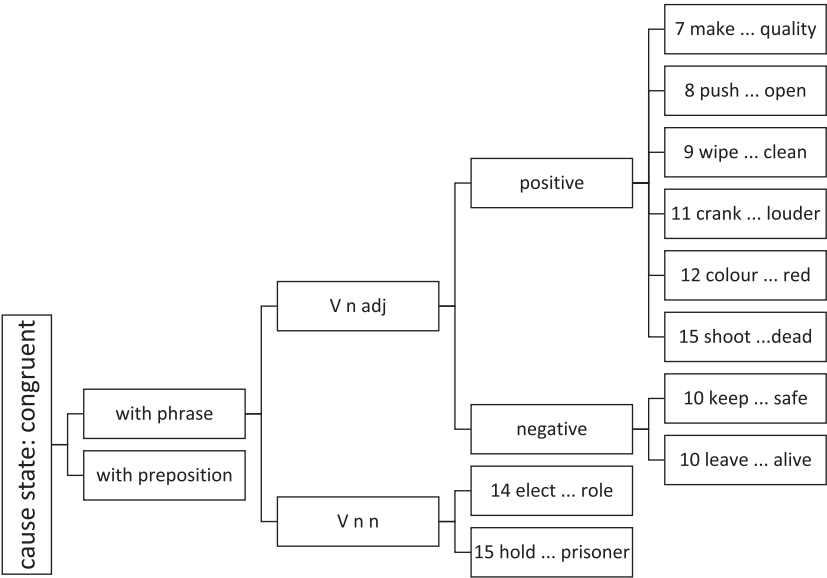 cause state: congruent
with phrase
with preposition
V n adj
V n n
positive
negative
7 make ... quality
8 push ... open
9 wipe ... clean
11 crank ... louder
12 colour ... red
15 shoot ...dead
10 keep ... safe
10 leave ... alive
14 elect ... role
15 hold ... prisoner